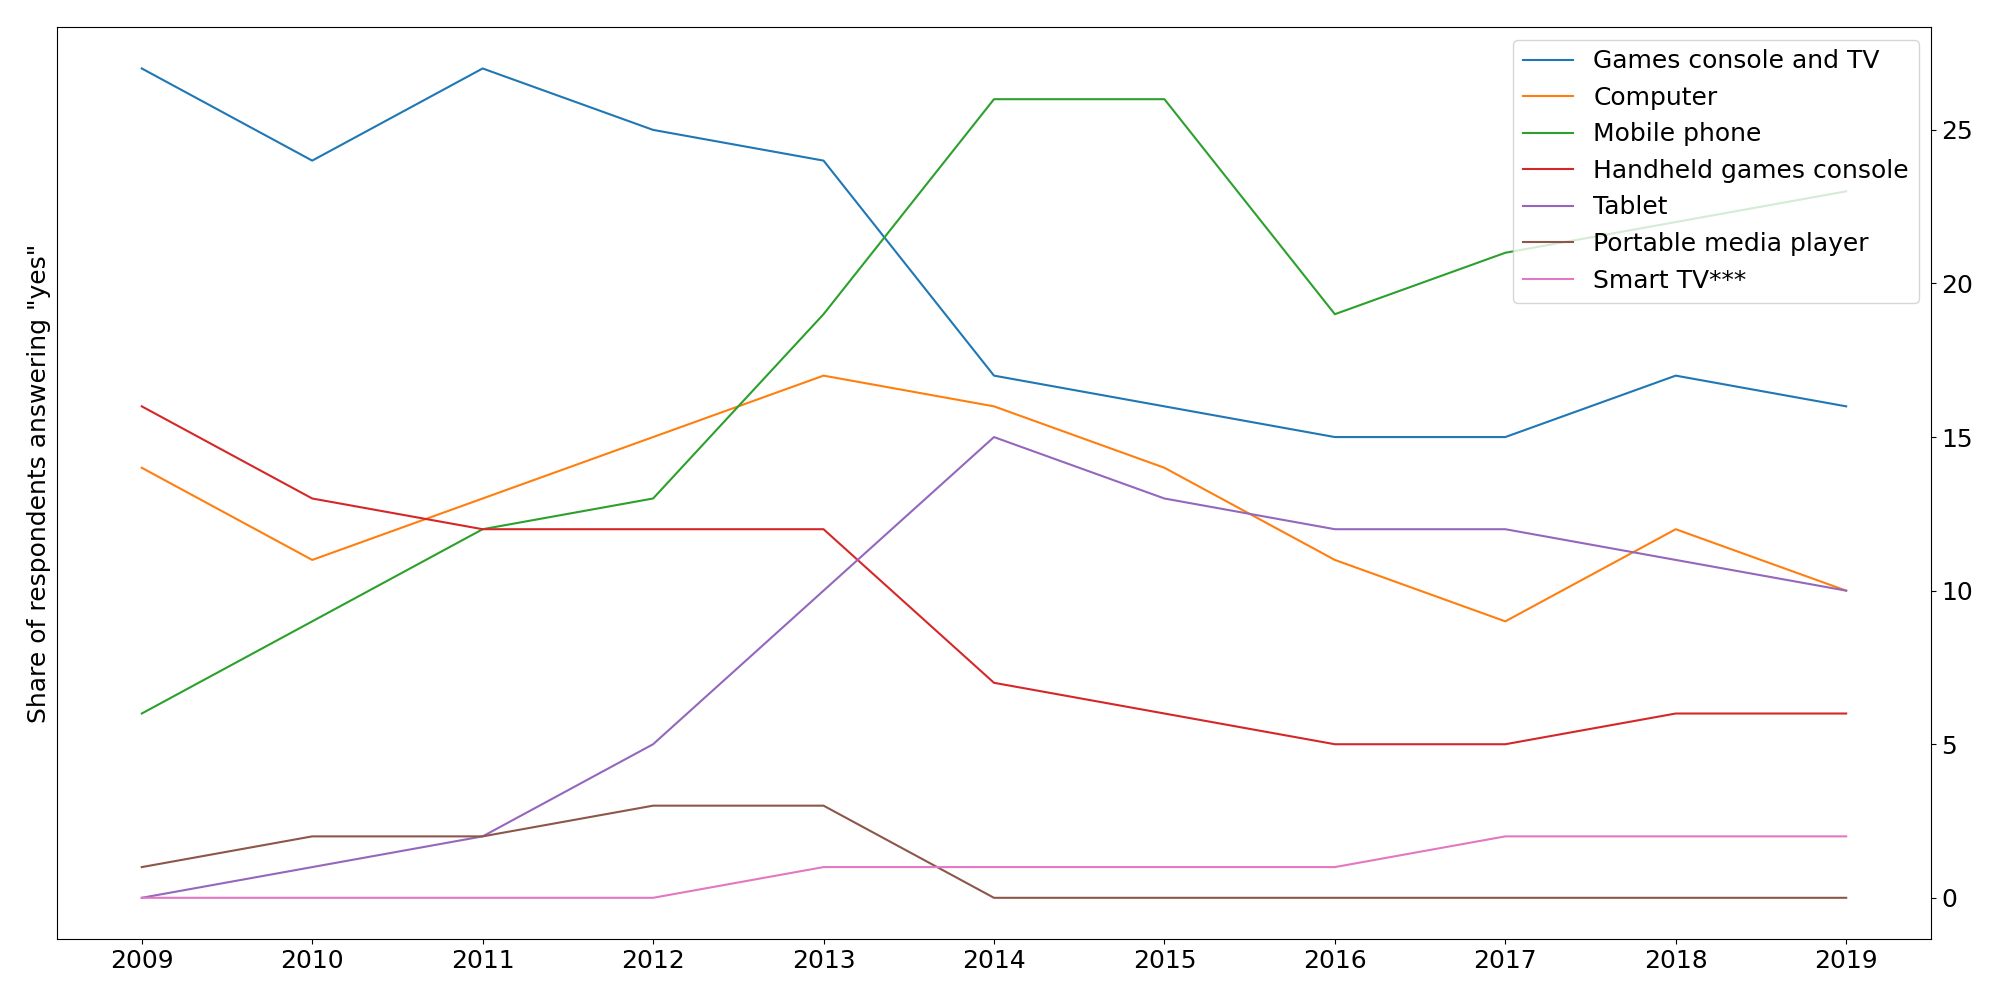 Share of respondents answering "yes"
Games console and TV
Computer
Mobile phone
Handheld games console
Tablet
Portable media player
Smart TV***
25
20
15
10
5
0
2009 2010 2011 2012 2013 2014 2015 2016 2017 2018 2019